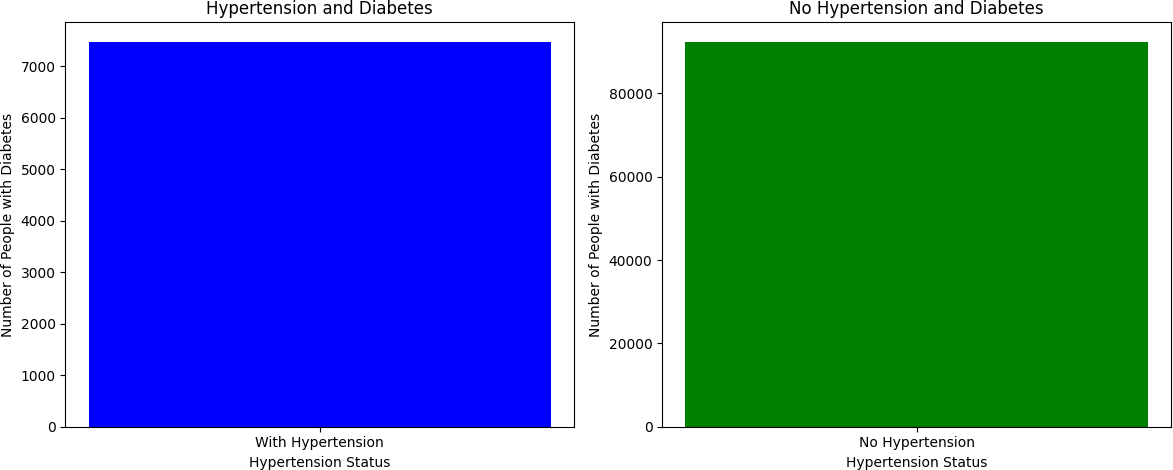 Hypertension and Diabetes
Number of People with Diabetes
7000
6000
5000
4000
3000
2000
1000
0
With Hypertension
Hypertension Status
No Hypertension and Diabetes
Number of People with Diabetes
80000
60000
40000
20000
0
No Hypertension
Hypertension Status